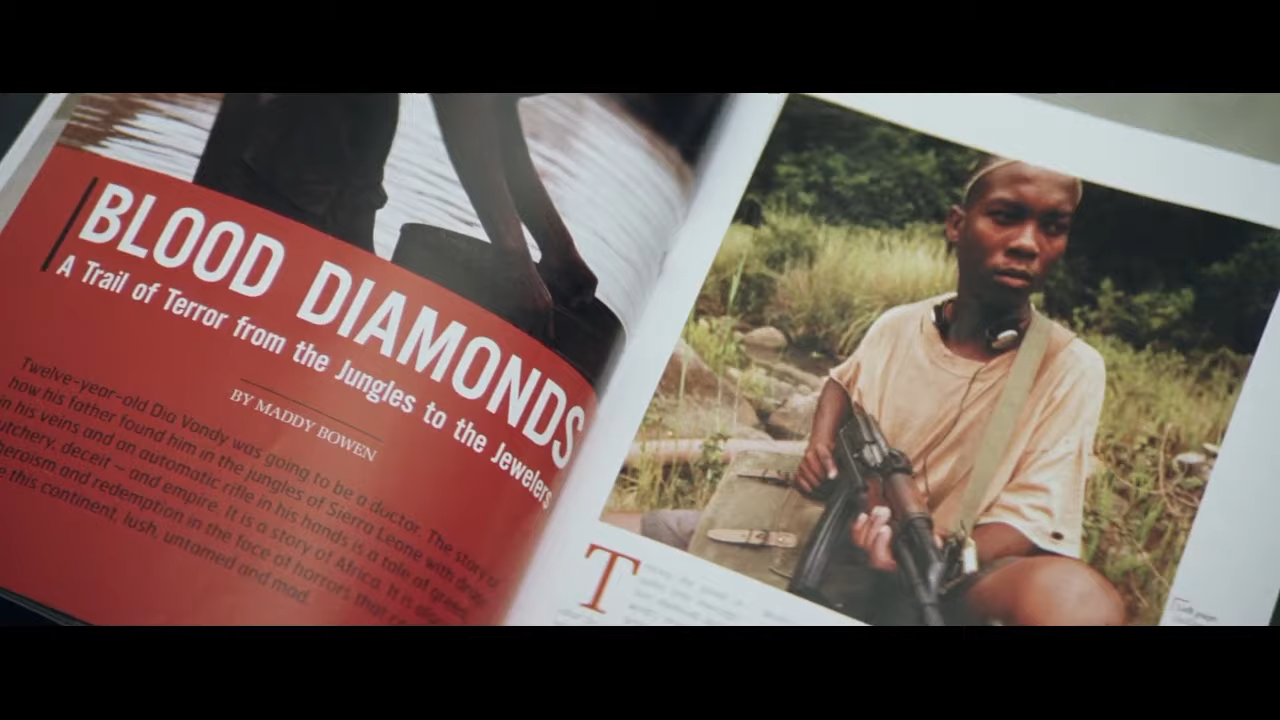 BLOOD DIAMONDS
A Trail of Terror from the Jungles to the Jewelers
BY MADDY BOWEN
Twelve-year-old Dia Vandy was going to be a doctor. The story of
how his father found him in the jungles of Sierra Leone with drugs
in his veins and an automatic rifle in his hands is a tale of greed,
utchery, deceit – and empire. It is a story of Africa. It is also
heroism and redemption in the face of horrors that
e this continent, lush, untamed and mad.
T